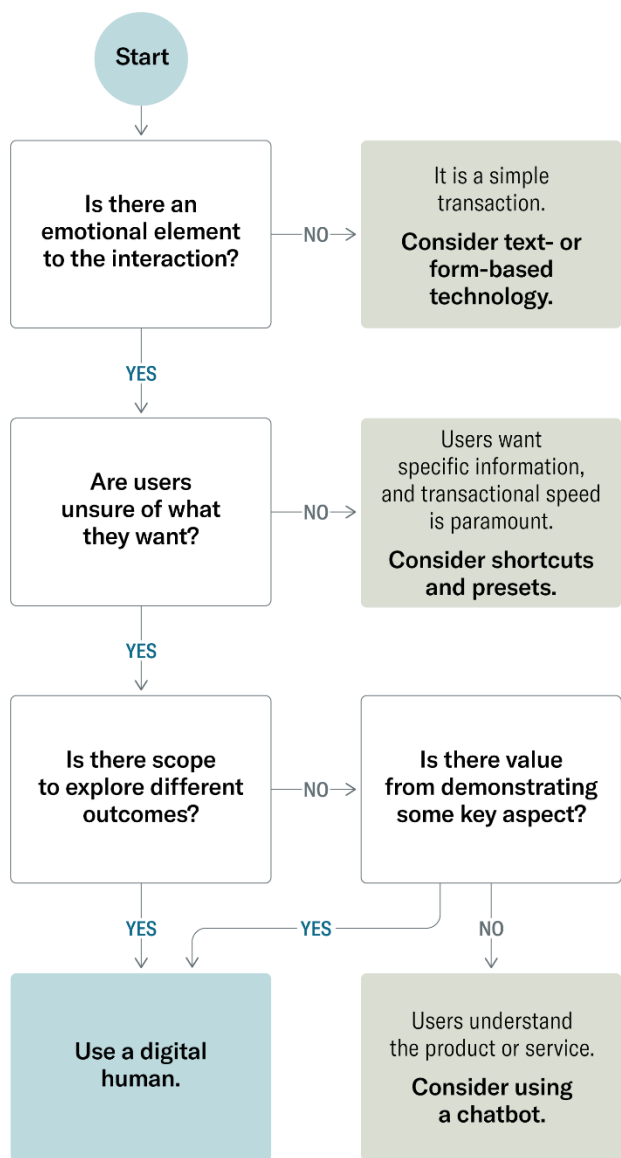 Start
Is there an
emotional element
to the interaction?
NO
It is a simple
transaction.
Consider text- or
form-based
technology.
YES
Are users
unsure of what
they want?
NO
Users want
specific information,
and transactional speed
is paramount.
Consider shortcuts
and presets.
YES
Is there scope
to explore different
outcomes?
NO
Is there value
from demonstrating
some key aspect?
YES
YES
NO
Use a digital
human.
Users understand
the product or service.
Consider using
a chatbot.